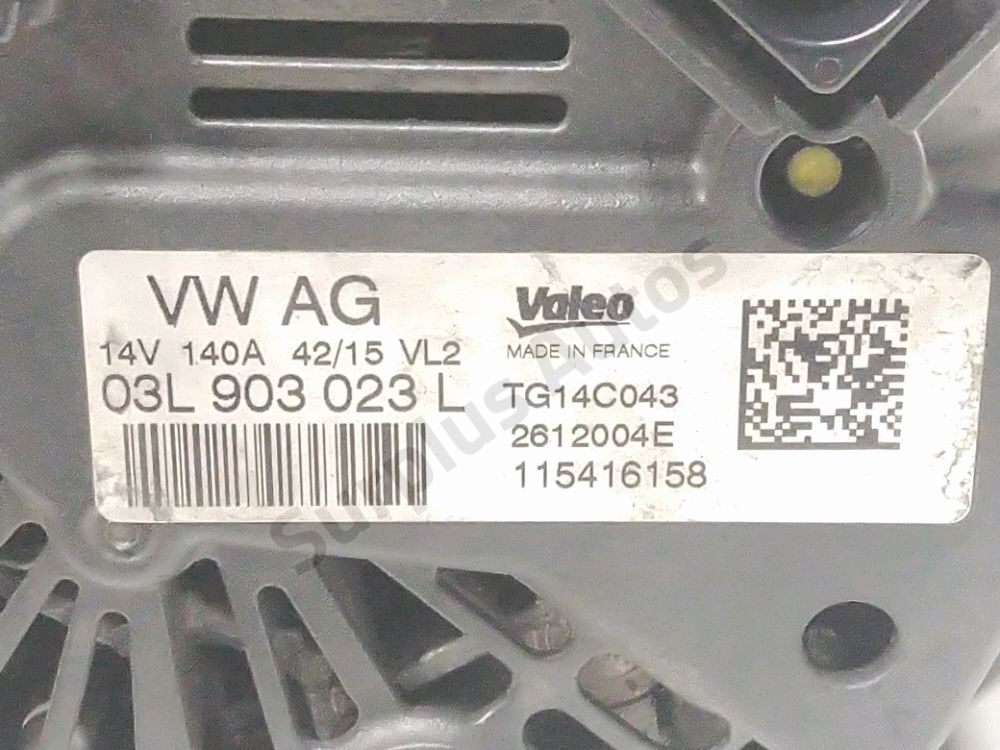 VW AG
14V 140A 42/15 VL2
03L 903 023 L
Valeo
MADE IN FRANCE
TG14C043
2612004E
115416158
Surplus Autos